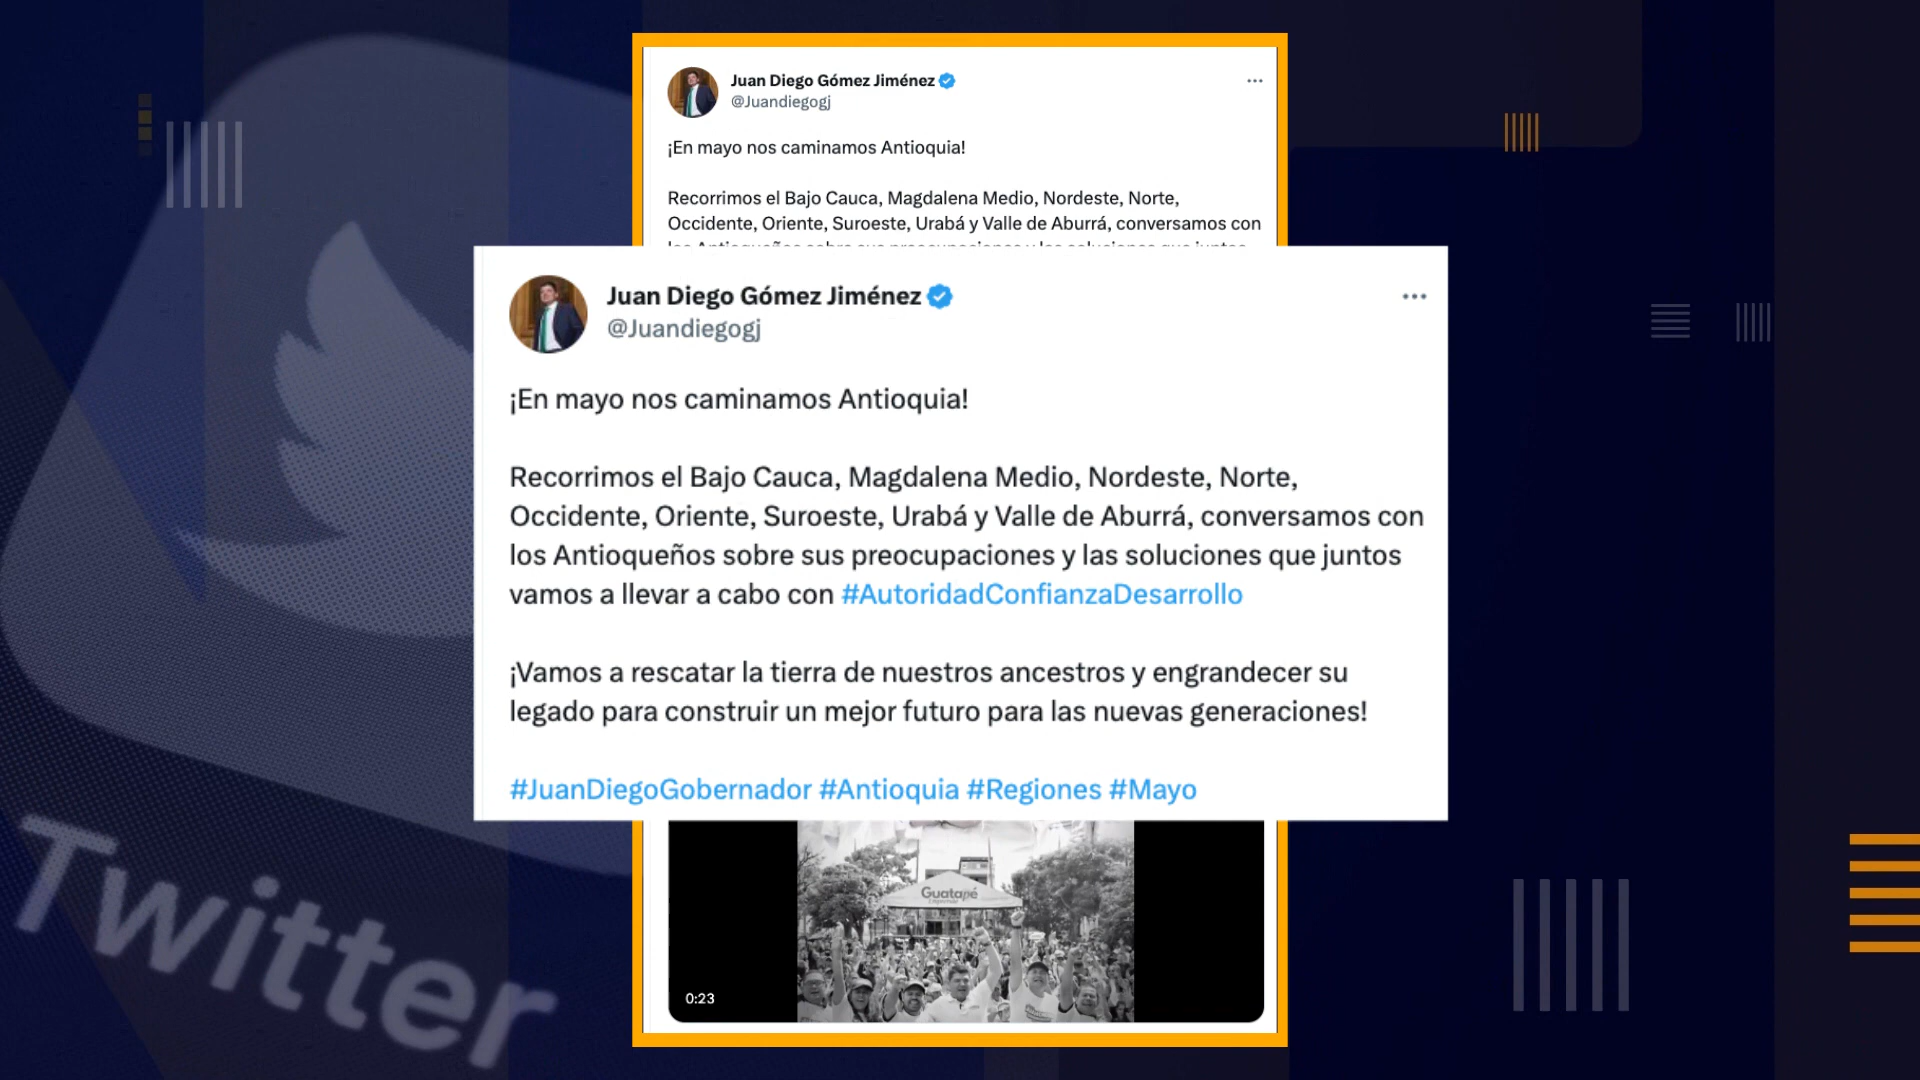 Juan Diego Gómez Jiménez
@Juandiegogj
¡En mayo nos caminamos Antioquia!
Recorrimos el Bajo Cauca, Magdalena Medio, Nordeste, Norte,
Occidente, Oriente, Suroeste, Urabá y Valle de Aburrá, conversamos con
los Antioqueños sobre sus preocupaciones y las soluciones que juntos
Juan Diego Gómez Jiménez
@Juandiegogj
¡En mayo nos caminamos Antioquia!
Recorrimos el Bajo Cauca, Magdalena Medio, Nordeste, Norte,
Occidente, Oriente, Suroeste, Urabá y Valle de Aburrá, conversamos con
los Antioqueños sobre sus preocupaciones y las soluciones que juntos
vamos a llevar a cabo con #AutoridadConfianzaDesarrollo
¡Vamos a rescatar la tierra de nuestros ancestros y engrandecer su
legado para construir un mejor futuro para las nuevas generaciones!
#JuanDiegoGobernador #Antioquia #Regiones #Mayo
Guatapé
0:23
Twitter